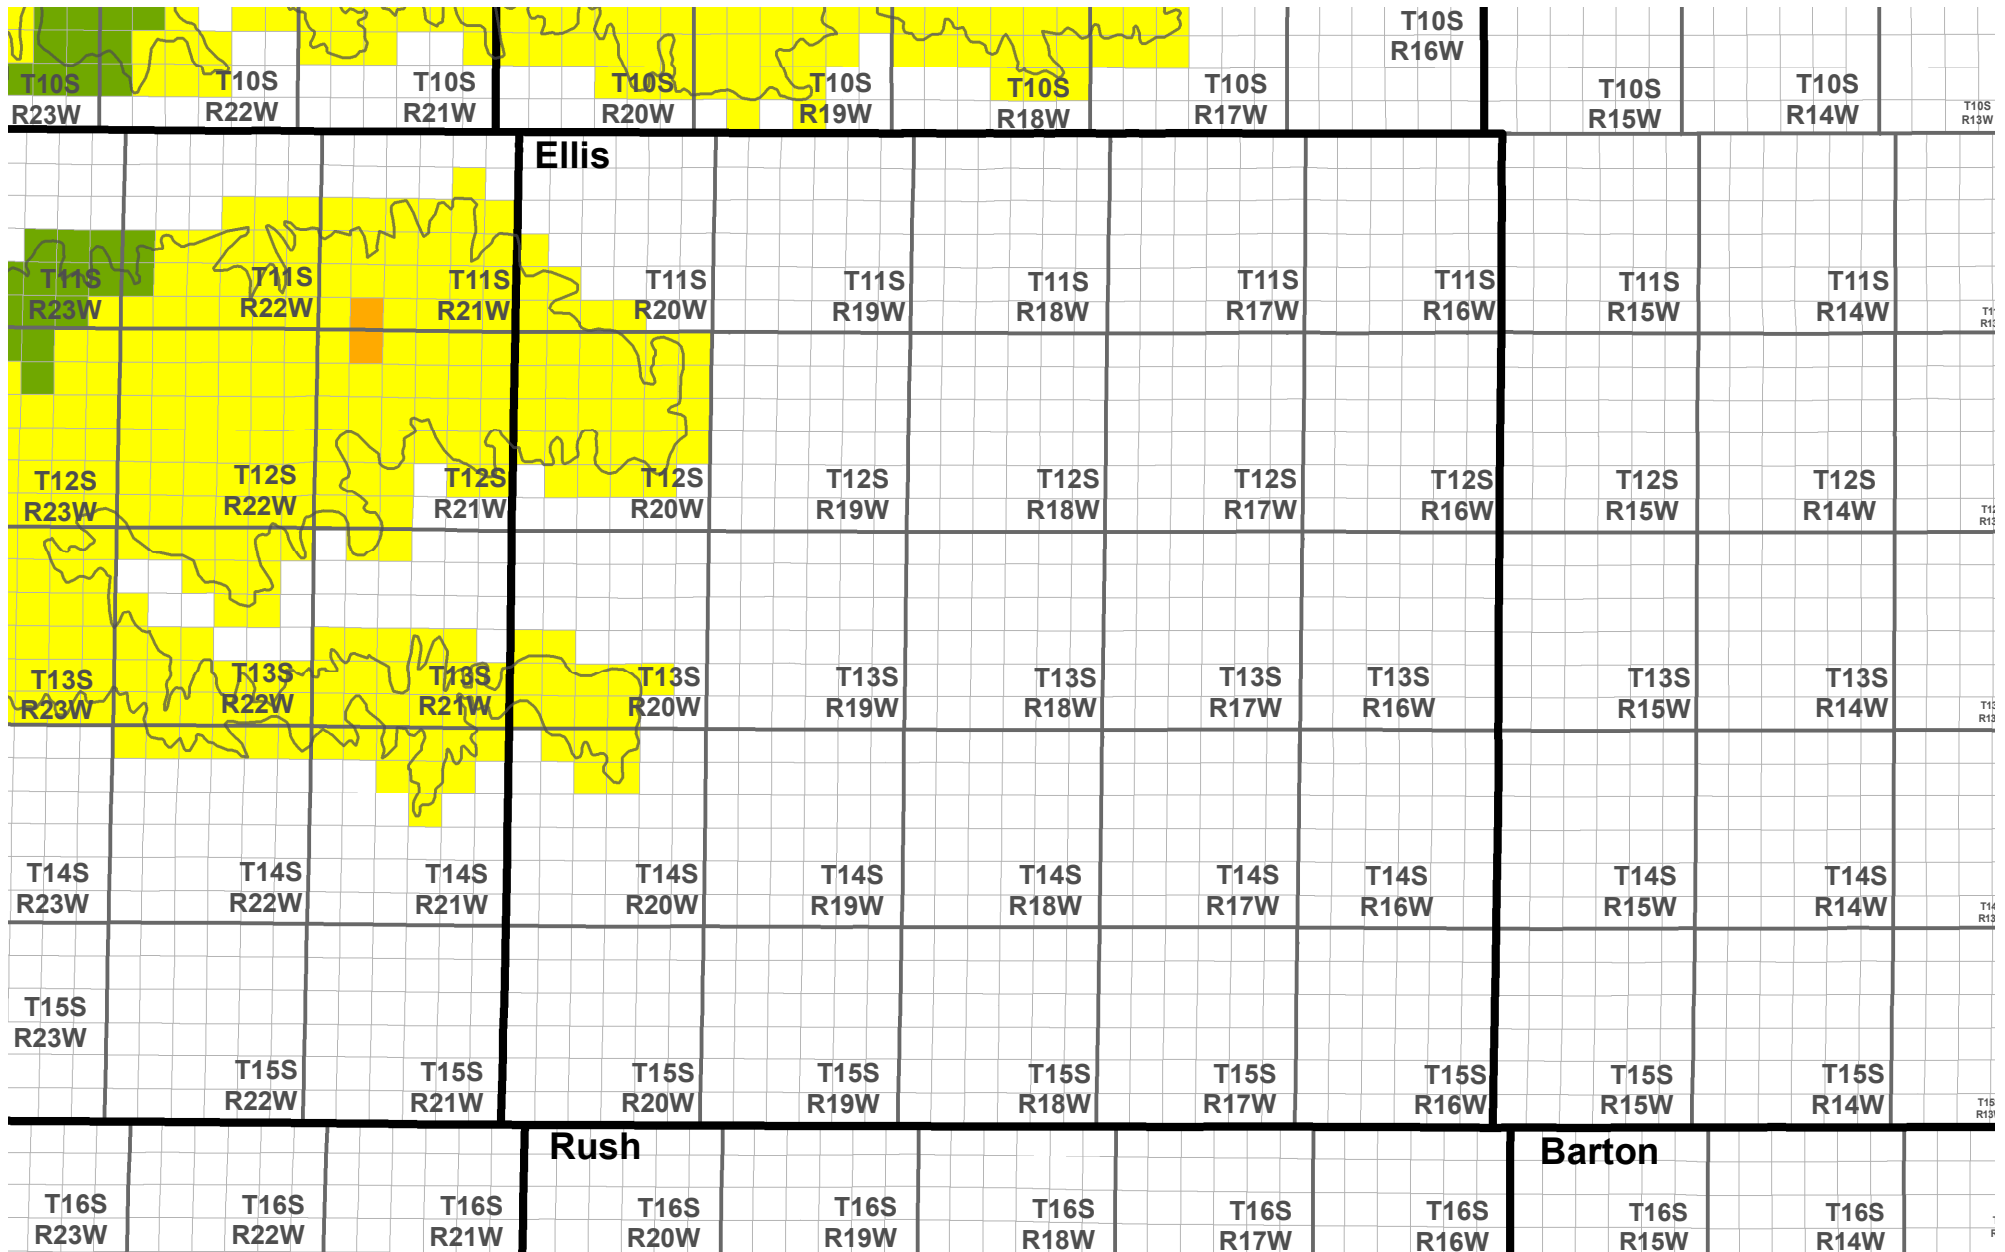 T10S
R16W
T10S
R23W
T10S
R22W
T10S
R21W
T10S
R20W
T10S
R19W
T10S
R18W
T10S
R17W
T10S
R15W
T10S
R14W
T10S
R13W
Ellis
T11S
R23W
T11S
R22W
T11S
R21W
T11S
R20W
T11S
R19W
T11S
R18W
T11S
R17W
T11S
R16W
T11S
R15W
T11S
R14W
T12S
R23W
T12S
R22W
T12S
R21W
T12S
R20W
T12S
R19W
T12S
R18W
T12S
R17W
T12S
R16W
T12S
R15W
T12S
R14W
T13S
R23W
T13S
R22W
T13S
R21W
T13S
R20W
T13S
R19W
T13S
R18W
T13S
R17W
T13S
R16W
T13S
R15W
T13S
R14W
T14S
R23W
T14S
R22W
T14S
R21W
T14S
R20W
T14S
R19W
T14S
R18W
T14S
R17W
T14S
R16W
T14S
R15W
T14S
R14W
T15S
R23W
T15S
R22W
T15S
R21W
T15S
R20W
T15S
R19W
T15S
R18W
T15S
R17W
T15S
R16W
T15S
R15W
T15S
R14W
Rush
Barton
T16S
R23W
T16S
R22W
T16S
R21W
T16S
R20W
T16S
R19W
T16S
R18W
T16S
R17W
T16S
R16W
T16S
R15W
T16S
R14W